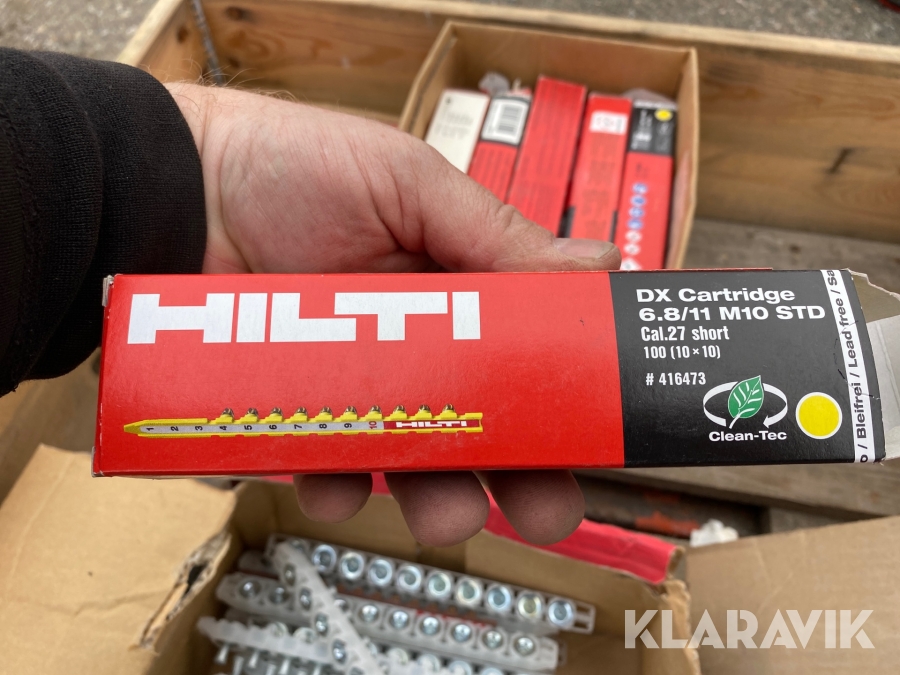 HILTI
DX Cartridge
6.8/11 M10 STD
Cal.27 short
100 (10 × 10)
# 416473
Clean-Tec
o / Bleifrei / Lead free / Sa
1 2 3 4 5 6 7 8 9 10 HILTI
KLARAVIK